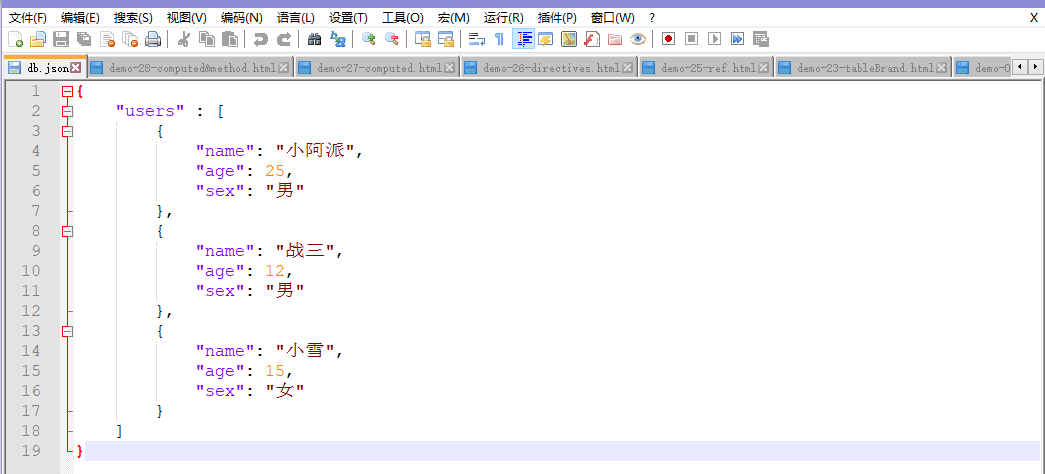 文件(F) 编辑(E) 搜索(S) 视图(V) 编码(N) 语言(L) 设置(T) 工具(O) 宏(M) 运行(R) 插件(P) 窗口(W) ? X
db.json demo-28-computed&method.html demo-27-computed.html demo-26-directives.html demo-25-ref.html demo-23-tableBrand.html demo-0
1 {
2 "users" : [
3 {
4 "name": "小阿派",
5 "age": 25,
6 "sex": "男"
7 },
8 {
9 "name": "战三",
10 "age": 12,
11 "sex": "男"
12 },
13 {
14 "name": "小雪",
15 "age": 15,
16 "sex": "女"
17 }
18 ]
19 }